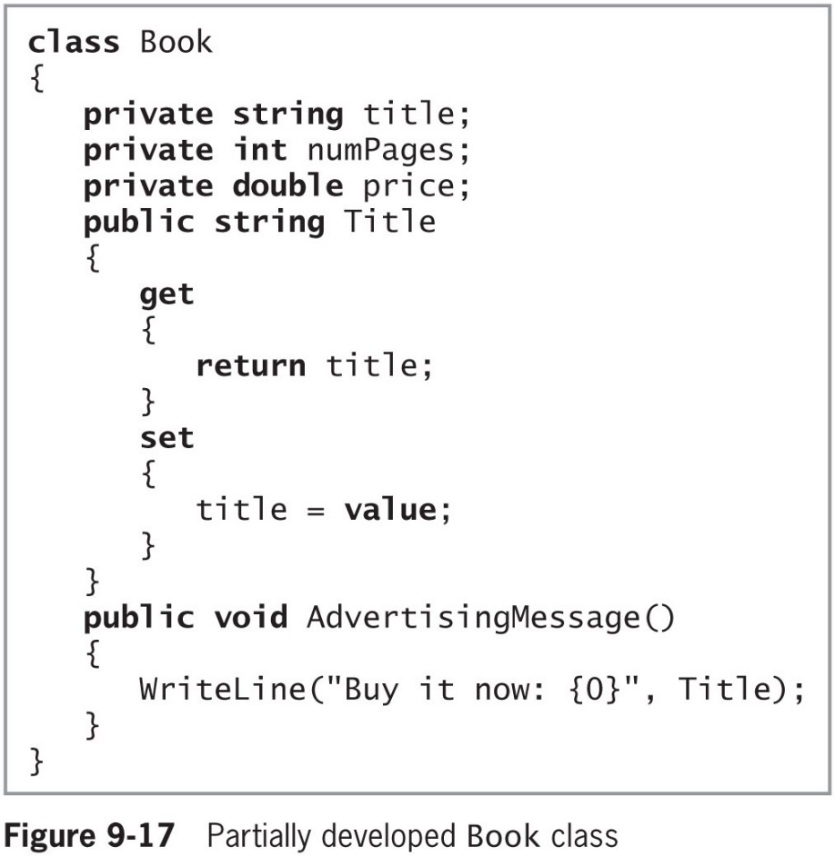 class Book
{
   private string title;
   private int numPages;
   private double price;
   public string Title
   {
      get
      {
         return title;
      }
      set
      {
         title = value;
      }
   }
   public void AdvertisingMessage()
   {
      WriteLine("Buy it now: {0}", Title);
   }
}
Figure 9-17 Partially developed Book class